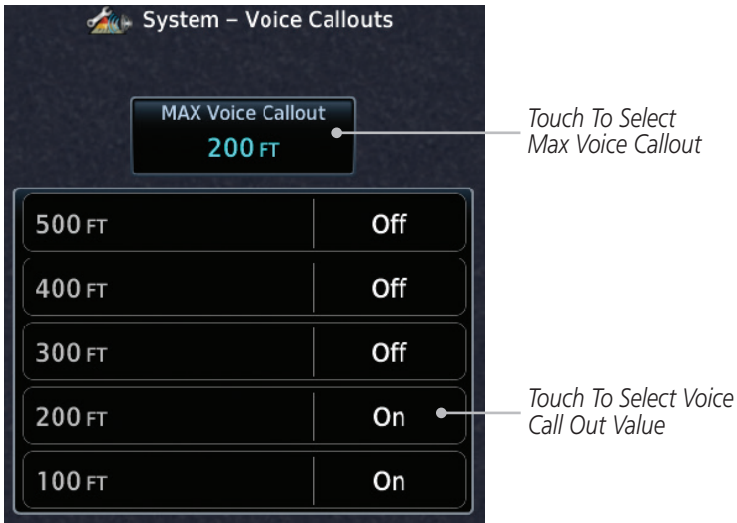 System – Voice Callouts
MAX Voice Callout
200 FT
Touch To Select
Max Voice Callout
500 FT Off
400 FT Off
300 FT Off
200 FT On
Touch To Select Voice
Call Out Value
100 FT On